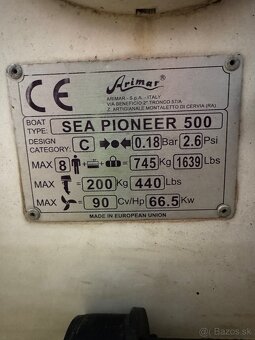 CE
Arimar
ARIMAR - S.p.A. - ITALY
VIA BENEFICIO 2° TRONCO 57/A
Z. ARTIGIANALE MONTALETTO DI CERVIA (RA)
BOAT TYPE: SEA PIONEER 500
DESIGN CATEGORY: C 0.18 Bar 2.6 Psi
MAX 8 + + 745 Kg 1639 Lbs
MAX 200 Kg 440 Lbs
MAX 90 Cv/Hp 66.5 Kw
MADE IN EUROPEAN UNION
Bazos.sk